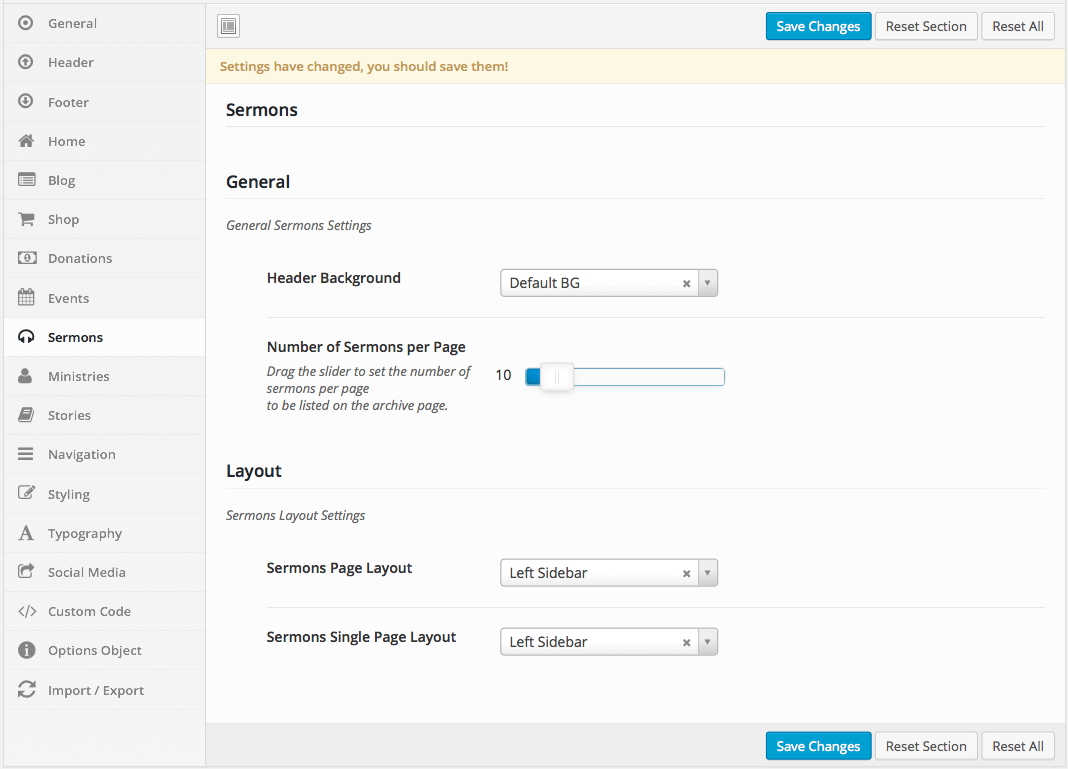 General
Header
Footer
Home
Blog
Shop
Donations
Events
Sermons
Ministries
Stories
Navigation
Styling
Typography
Social Media
Custom Code
Options Object
Import / Export
Save Changes Reset Section Reset All
Settings have changed, you should save them!
Sermons
General
General Sermons Settings
Header Background Default BG
Number of Sermons per Page
Drag the slider to set the number of
sermons per page
to be listed on the archive page.
10
Layout
Sermons Layout Settings
Sermons Page Layout Left Sidebar
Sermons Single Page Layout Left Sidebar
Save Changes Reset Section Reset All